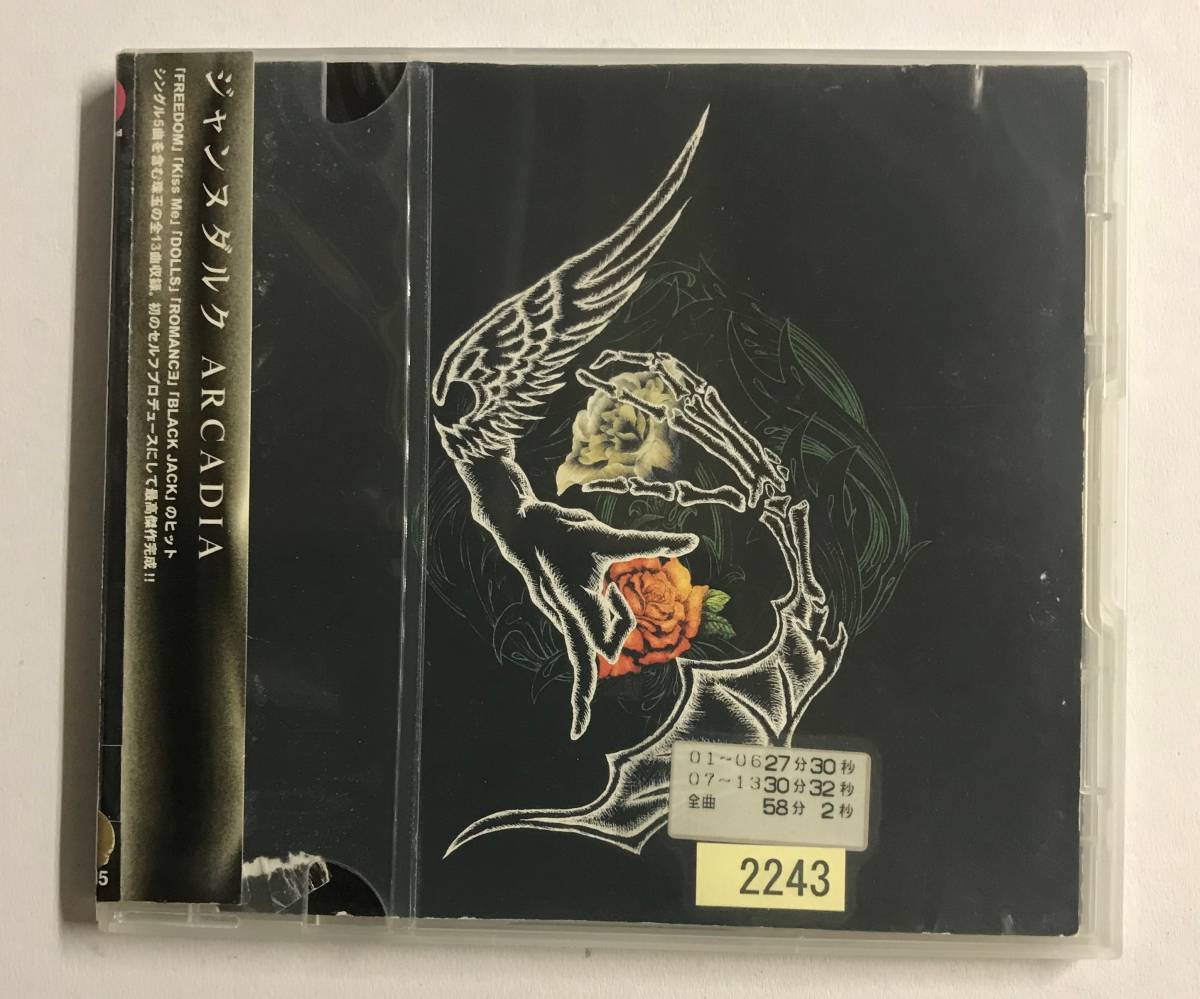 ジャンヌダルク ARCADIA
「FREEDOM」「Kiss Me」「DOLLS」「ROMANCE」「BLACK JACK」のヒット
シングル5曲を含む珠玉の全13曲収録。初のセルフプロデュースにして最高傑作完成!!
5
01~06 27分30秒
07~13 30分32秒
全曲 58分 2秒
2243